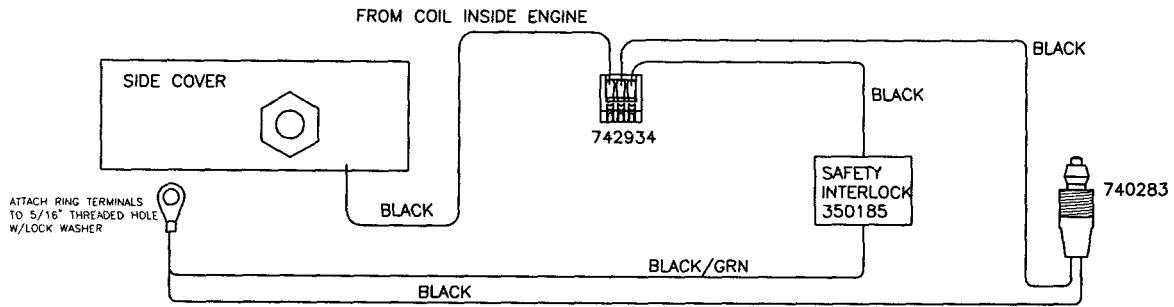 FROM COIL INSIDE ENGINE
BLACK
SIDE COVER
BLACK
742934
SAFETY
INTERLOCK
350185
740283
ATTACH RING TERMINALS
TO 5/16" THREADED HOLE
W/LOCK WASHER
BLACK
BLACK/GRN
BLACK